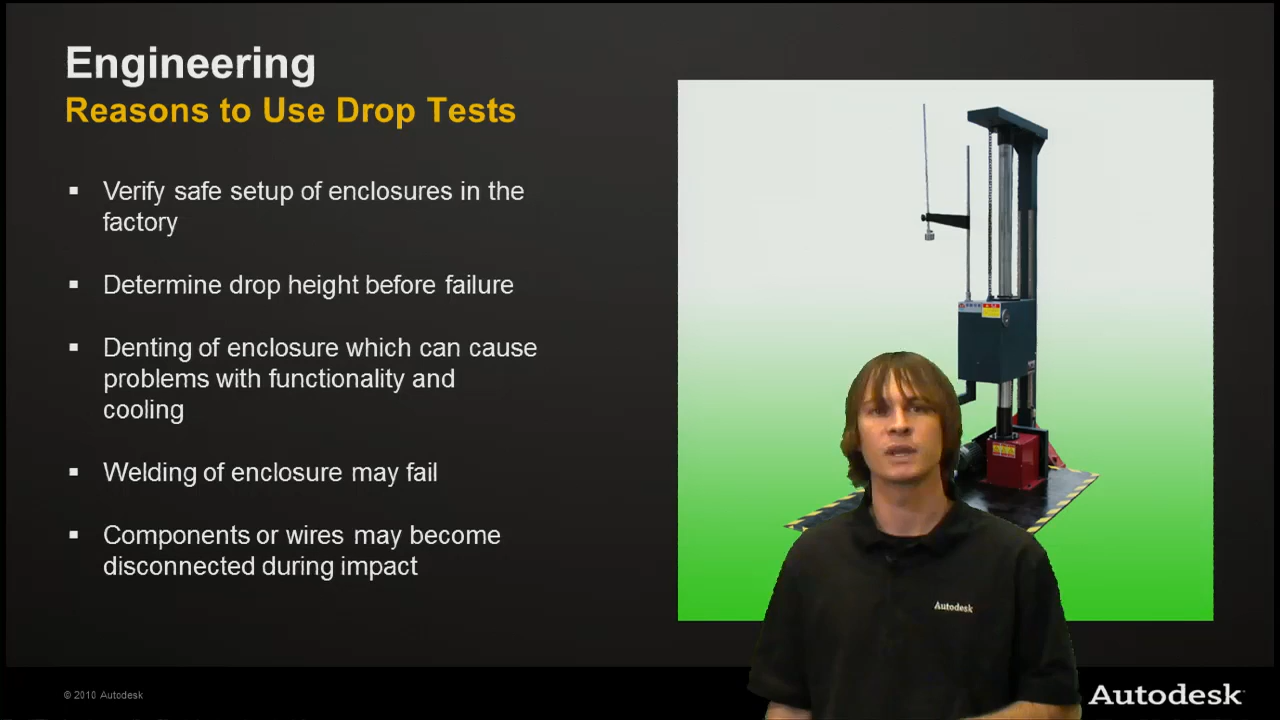 Engineering
Reasons to Use Drop Tests
Verify safe setup of enclosures in the
factory
Determine drop height before failure
Denting of enclosure which can cause
problems with functionality and
cooling
Welding of enclosure may fail
Components or wires may become
disconnected during impact
Autodesk
© 2010 Autodesk
Autodesk